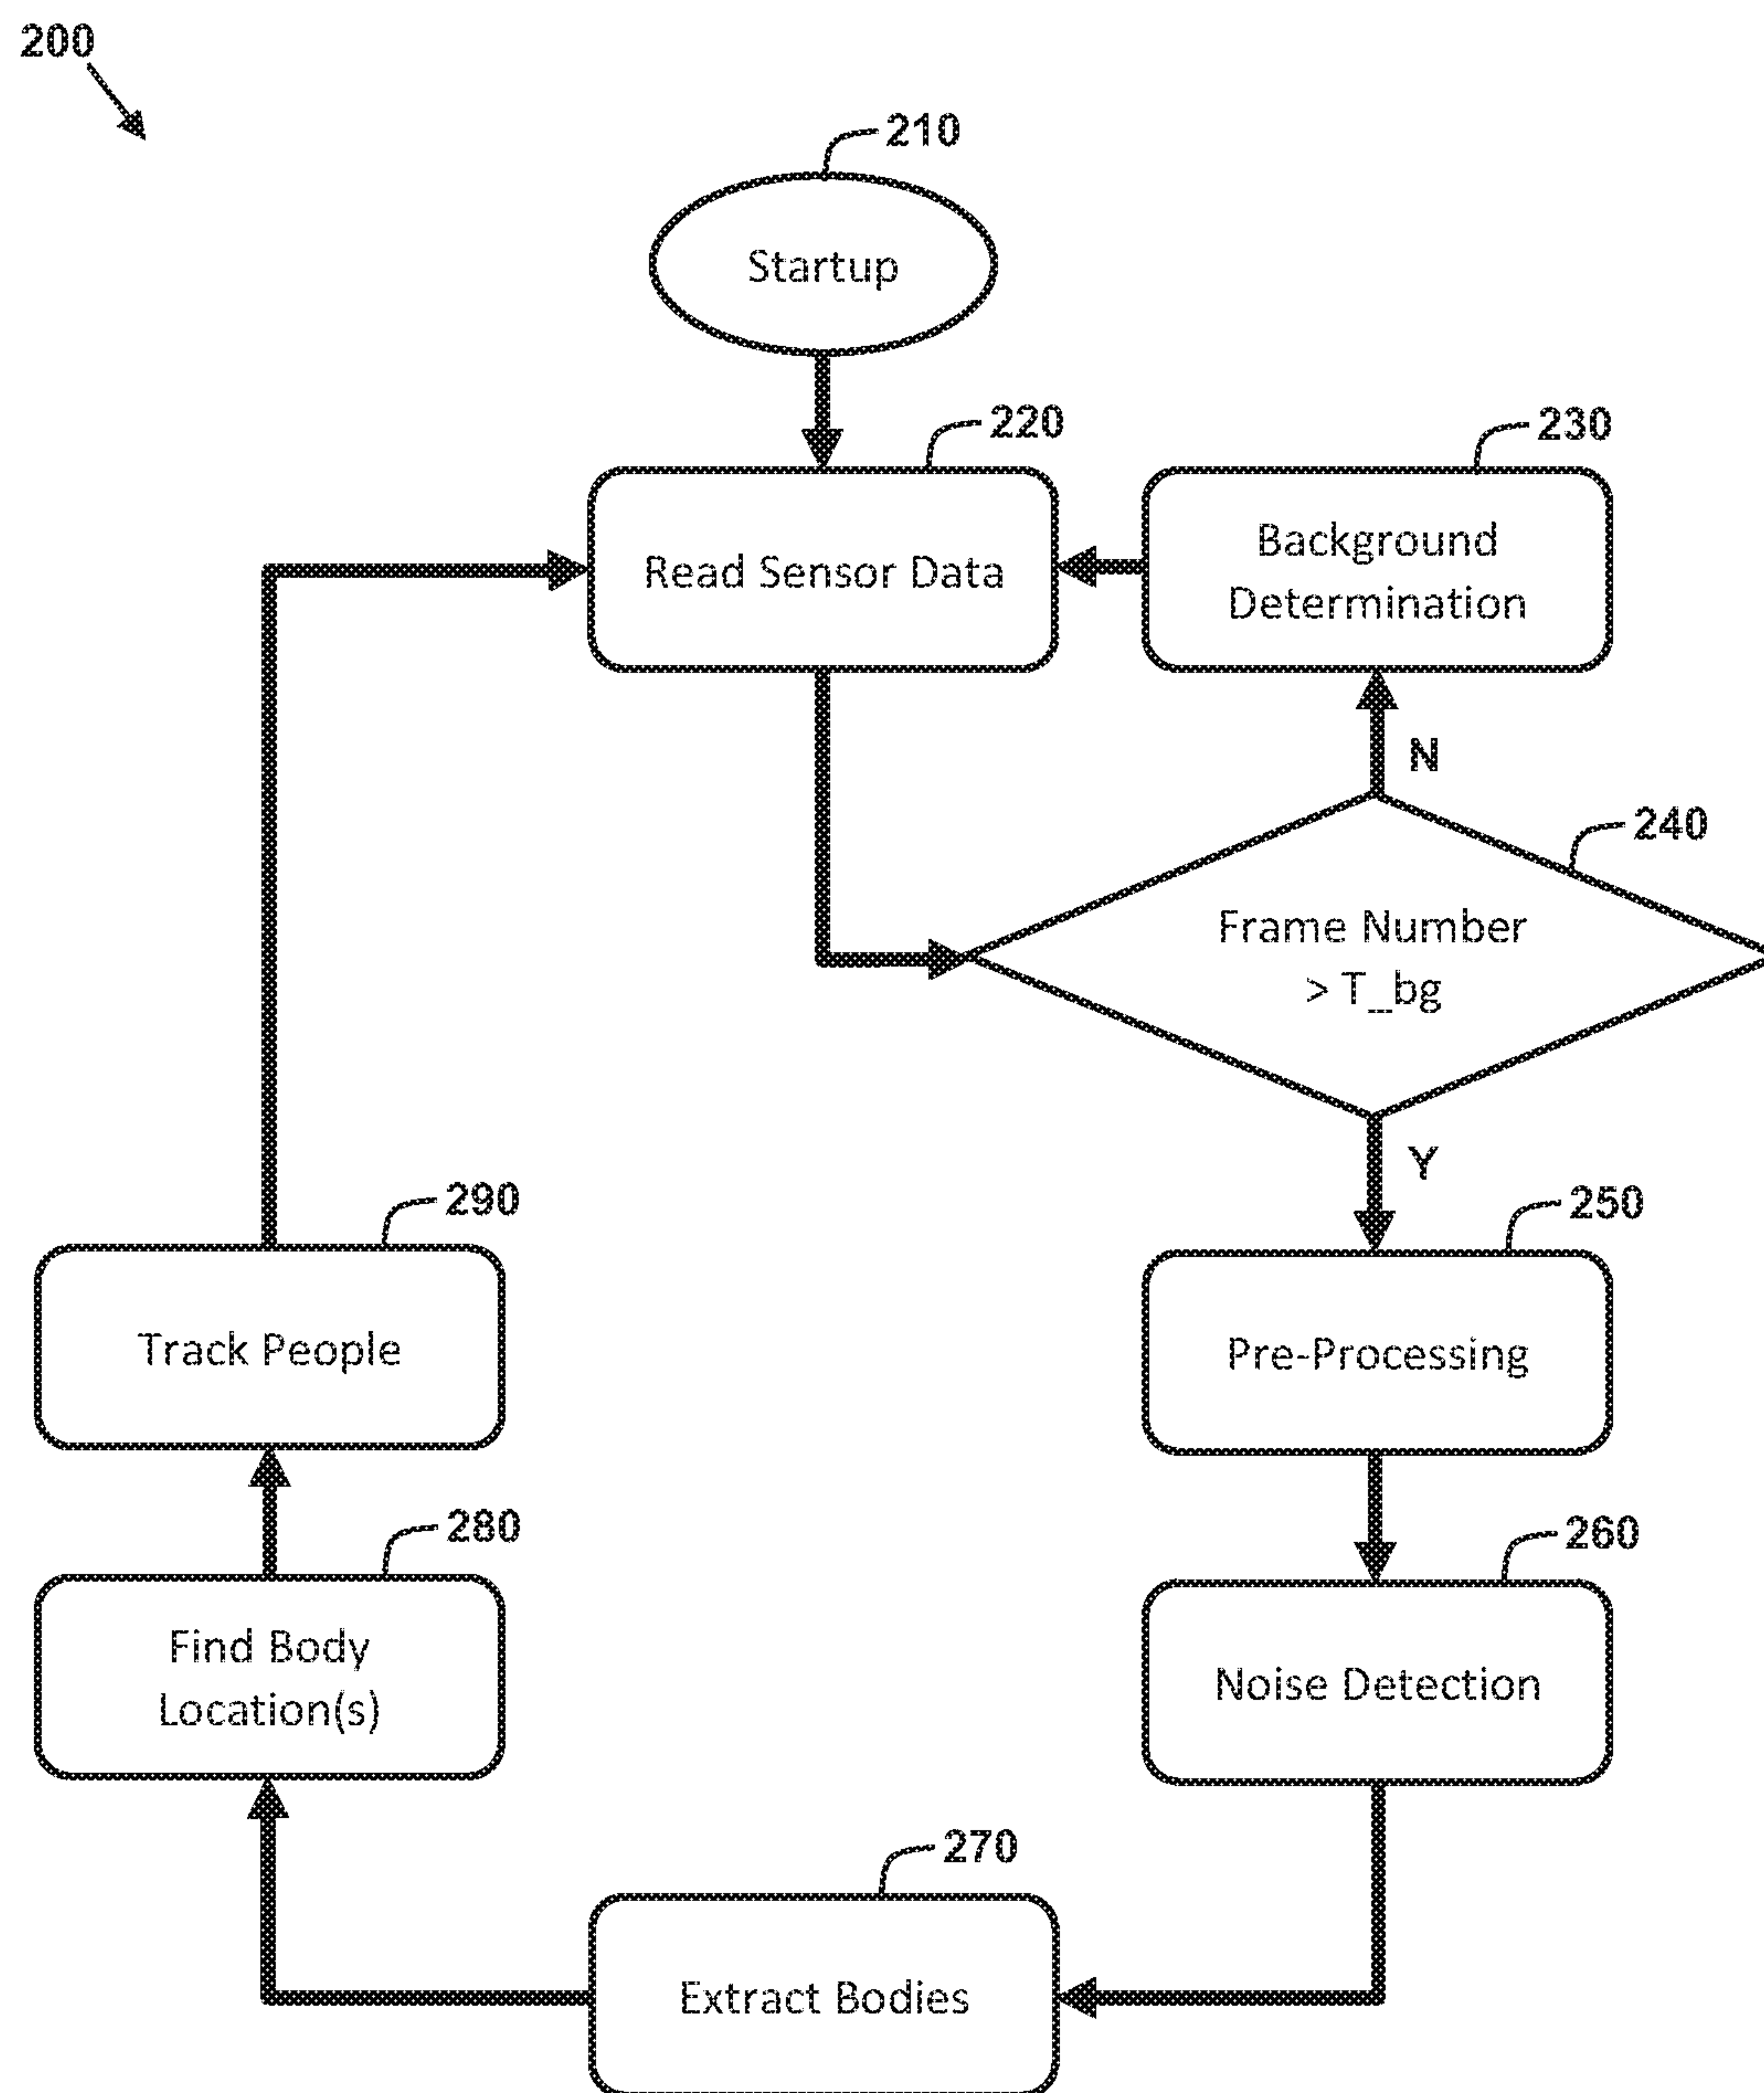 200
210
Startup
220
230
Read Sensor Data
Background
Determination
N
240
Frame Number
> T_bg
Y
290
250
Track People
Pre-Processing
280
260
Find Body
Location(s)
Noise Detection
270
Extract Bodies